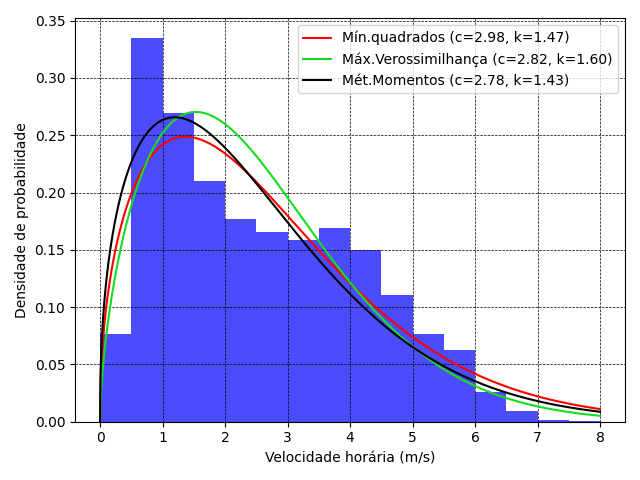 Mín.quadrados (c=2.98, k=1.47)
Máx.Verossimilhança (c=2.82, k=1.60)
Mét.Momentos (c=2.78, k=1.43)
Densidade de probabilidade
0.35
0.30
0.25
0.20
0.15
0.10
0.05
0.00
0 1 2 3 4 5 6 7 8
Velocidade horária (m/s)